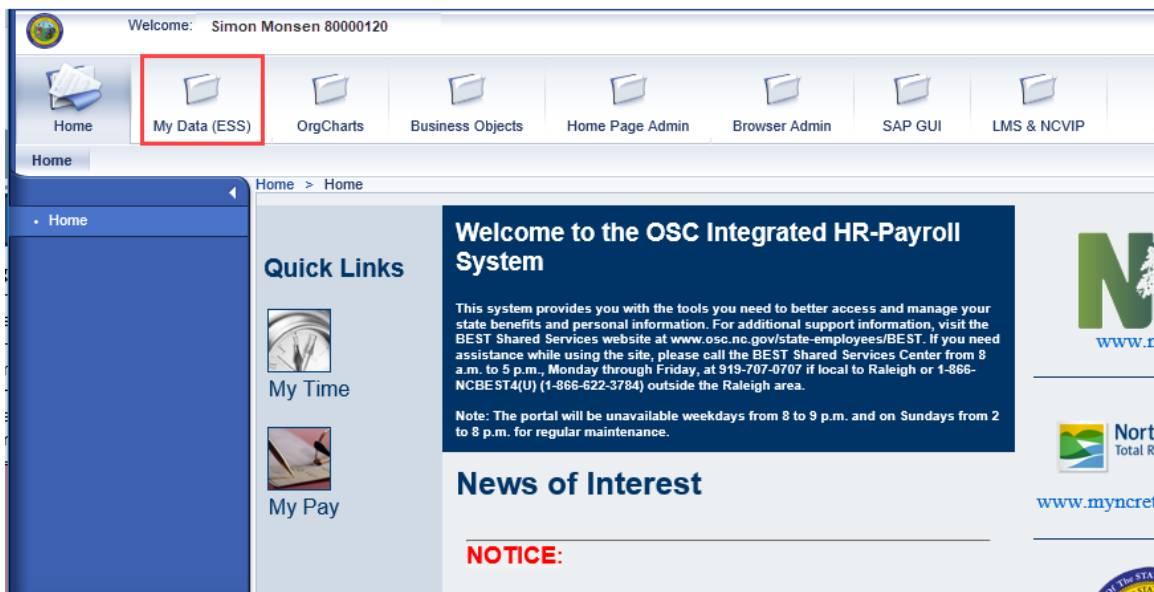 Welcome: Simon Monsen 80000120
Home
My Data (ESS)
OrgCharts
Business Objects
Home Page Admin
Browser Admin
SAP GUI
LMS & NCVIP
Home
Home > Home
• Home
Quick Links
My Time
My Pay
Welcome to the OSC Integrated HR-Payroll
System
This system provides you with the tools you need to better access and manage your
state benefits and personal information. For additional support information, visit the
BEST Shared Services website at www.osc.nc.gov/state-employees/BEST. If you need
assistance while using the site, please call the BEST Shared Services Center from 8
a.m. to 5 p.m., Monday through Friday, at 919-707-0707 if local to Raleigh or 1-866-
NCBEST4(U) (1-866-622-3784) outside the Raleigh area.
Note: The portal will be unavailable weekdays from 8 to 9 p.m. and on Sundays from 2
to 8 p.m. for regular maintenance.
News of Interest
NOTICE:
N
www.
Nort
Total R
www.myncret
The STA